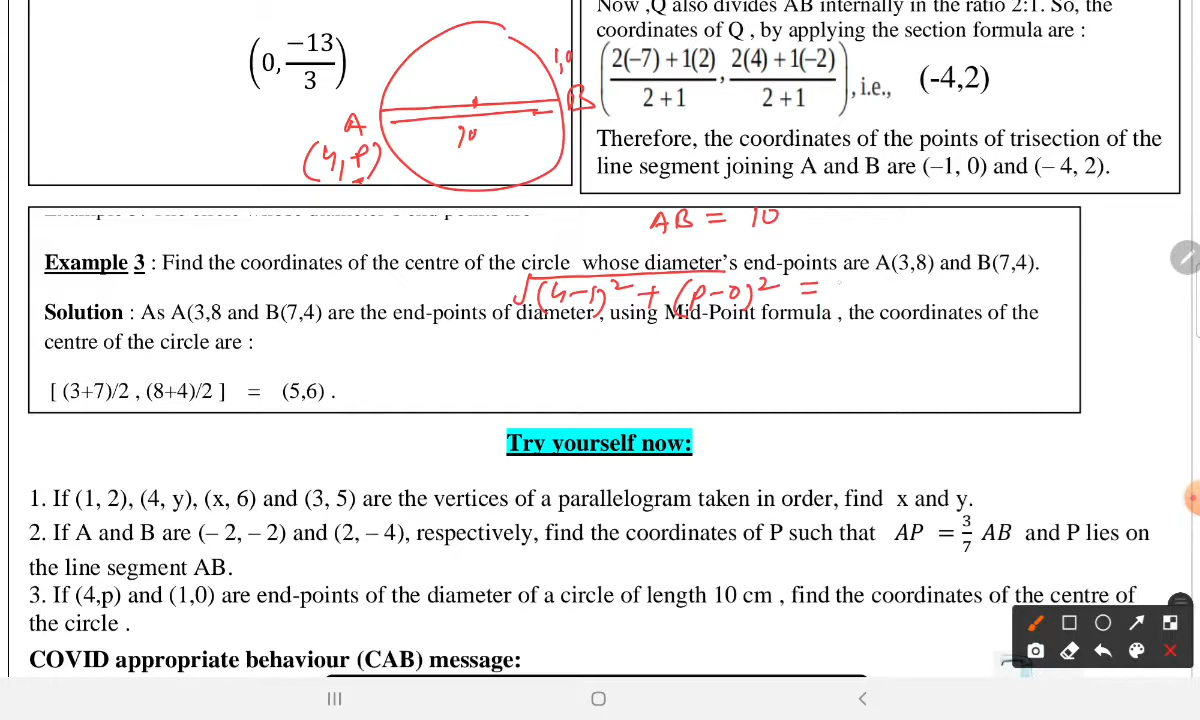 Now ,Q also divides AB internally in the ratio 2:1. So, the
coordinates of Q , by applying the section formula are :
(0, −13/3)
(2(−7) + 1(2) / 2 + 1, 2(4) + 1(−2) / 2 + 1), i.e., (-4,2)
1,0
A
B
10
(4,p)
Therefore, the coordinates of the points of trisection of the
line segment joining A and B are (–1, 0) and (– 4, 2).
AB = 10
Example 3 : Find the coordinates of the centre of the circle whose diameter's end-points are A(3,8) and B(7,4).
√(4-1)² + (p-0)² =
Solution : As A(3,8 and B(7,4) are the end-points of diameter , using Mid-Point formula , the coordinates of the
centre of the circle are :
[ (3+7)/2 , (8+4)/2 ] = (5,6) .
Try yourself now:
1. If (1, 2), (4, y), (x, 6) and (3, 5) are the vertices of a parallelogram taken in order, find x and y.
2. If A and B are (– 2, – 2) and (2, – 4), respectively, find the coordinates of P such that AP = 3/7 AB and P lies on
the line segment AB.
3. If (4,p) and (1,0) are end-points of the diameter of a circle of length 10 cm , find the coordinates of the centre of
the circle .
COVID appropriate behaviour (CAB) message: